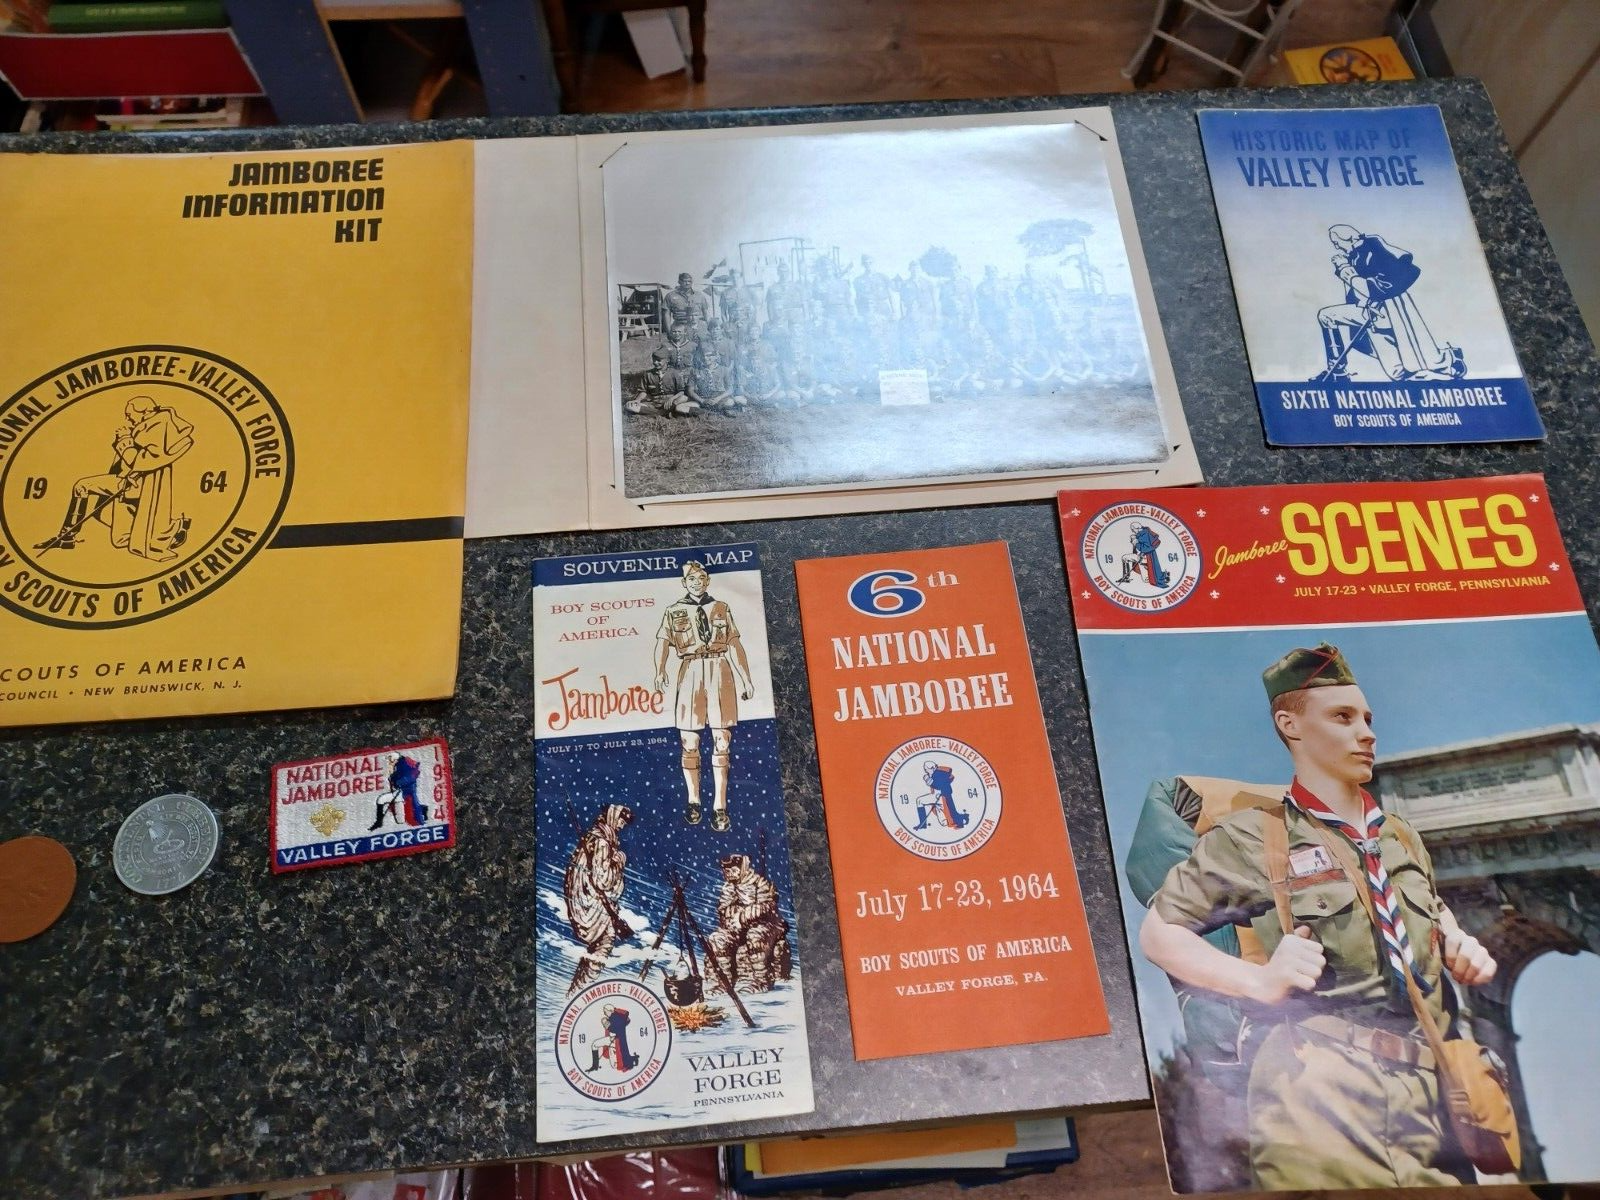 JAMBOREE
INFORMATION
KIT
NATIONAL JAMBOREE-VALLEY FORGE
19 64
BOY SCOUTS OF AMERICA
SCOUTS OF AMERICA
COUNCIL • NEW BRUNSWICK, N. J.
HISTORIC MAP OF
VALLEY FORGE
SIXTH NATIONAL JAMBOREE
BOY SCOUTS OF AMERICA
NATIONAL
JAMBOREE
1964
VALLEY FORGE
SOUVENIR MAP
BOY SCOUTS
OF
AMERICA
Jamboree
JULY 17 TO JULY 23, 1964
NATIONAL JAMBOREE - VALLEY FORGE
19 64
BOY SCOUTS OF AMERICA
VALLEY
FORGE
PENNSYLVANIA
6th
NATIONAL
JAMBOREE
NATIONAL JAMBOREE-VALLEY FORGE
19 64
BOY SCOUTS OF AMERICA
July 17-23, 1964
BOY SCOUTS OF AMERICA
VALLEY FORGE, PA.
NATIONAL JAMBOREE-VALLEY FORGE
19 64
BOY SCOUTS OF AMERICA
Jamboree SCENES
JULY 17-23 • VALLEY FORGE, PENNSYLVANIA